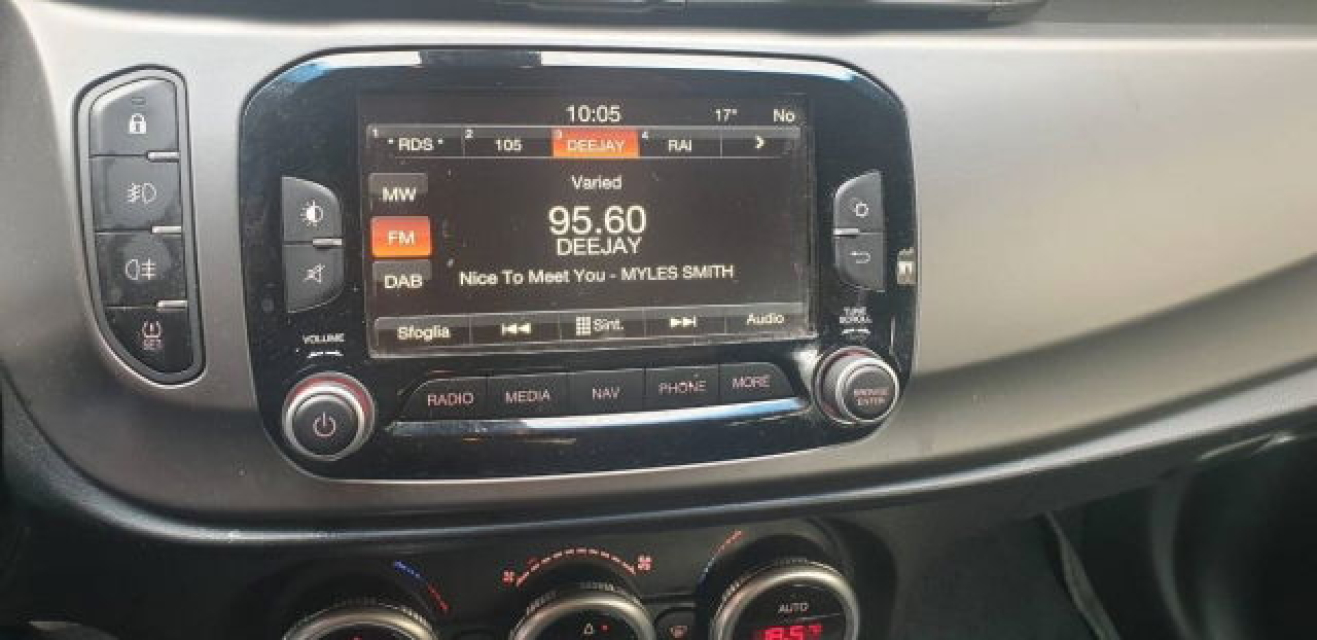 10:05 17° No
1 * RDS * 2 105 3 DEEJAY 4 RAI
MW
Varied
FM
95.60
DEEJAY
DAB
Nice To Meet You - MYLES SMITH
Sfoglia Sint. Audio
SET
VOLUME
TUNE
SCROLL
RADIO MEDIA NAV PHONE MORE
BROWSE
ENTER
AUTO
18.5